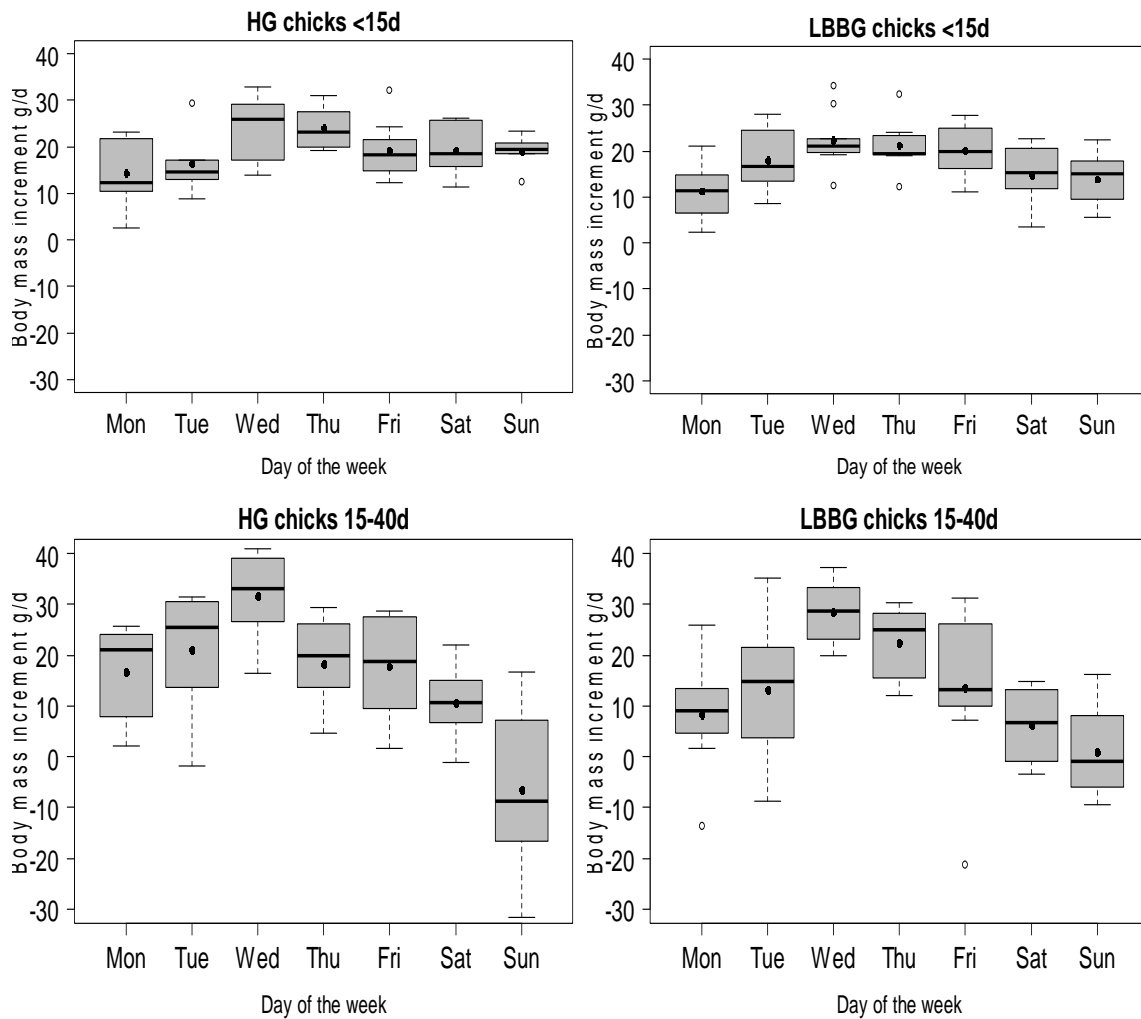 HG chicks <15d
Body mass increment g/d
40
30
20
10
0
-10
-20
-30
Mon Tue Wed Thu Fri Sat Sun
Day of the week
LBBG chicks <15d
Body mass increment g/d
40
30
20
10
0
-10
-20
-30
Mon Tue Wed Thu Fri Sat Sun
Day of the week
HG chicks 15-40d
Body mass increment g/d
40
30
20
10
0
-10
-20
-30
Mon Tue Wed Thu Fri Sat Sun
Day of the week
LBBG chicks 15-40d
Body mass increment g/d
40
30
20
10
0
-10
-20
-30
Mon Tue Wed Thu Fri Sat Sun
Day of the week